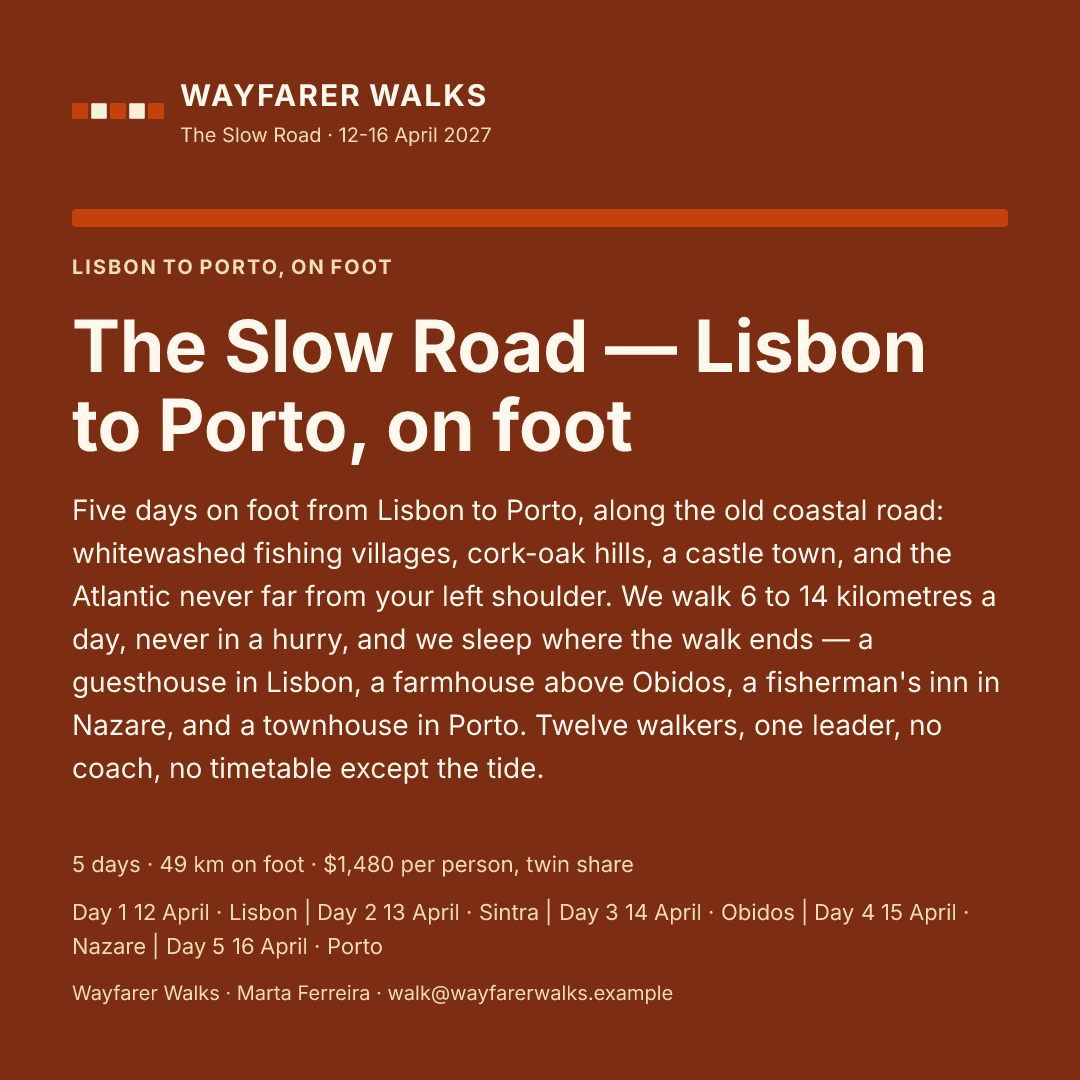 WAYFARER WALKS
The Slow Road · 12-16 April 2027
LISBON TO PORTO, ON FOOT
The Slow Road — Lisbon
to Porto, on foot
Five days on foot from Lisbon to Porto, along the old coastal road:
whitewashed fishing villages, cork-oak hills, a castle town, and the
Atlantic never far from your left shoulder. We walk 6 to 14 kilometres a
day, never in a hurry, and we sleep where the walk ends — a
guesthouse in Lisbon, a farmhouse above Obidos, a fisherman's inn in
Nazare, and a townhouse in Porto. Twelve walkers, one leader, no
coach, no timetable except the tide.
5 days · 49 km on foot · $1,480 per person, twin share
Day 1 12 April · Lisbon | Day 2 13 April · Sintra | Day 3 14 April · Obidos | Day 4 15 April ·
Nazare | Day 5 16 April · Porto
Wayfarer Walks · Marta Ferreira · walk@wayfarerwalks.example